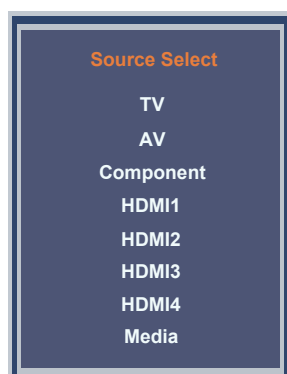 Source Select
TV
AV
Component
HDMI1
HDMI2
HDMI3
HDMI4
Media